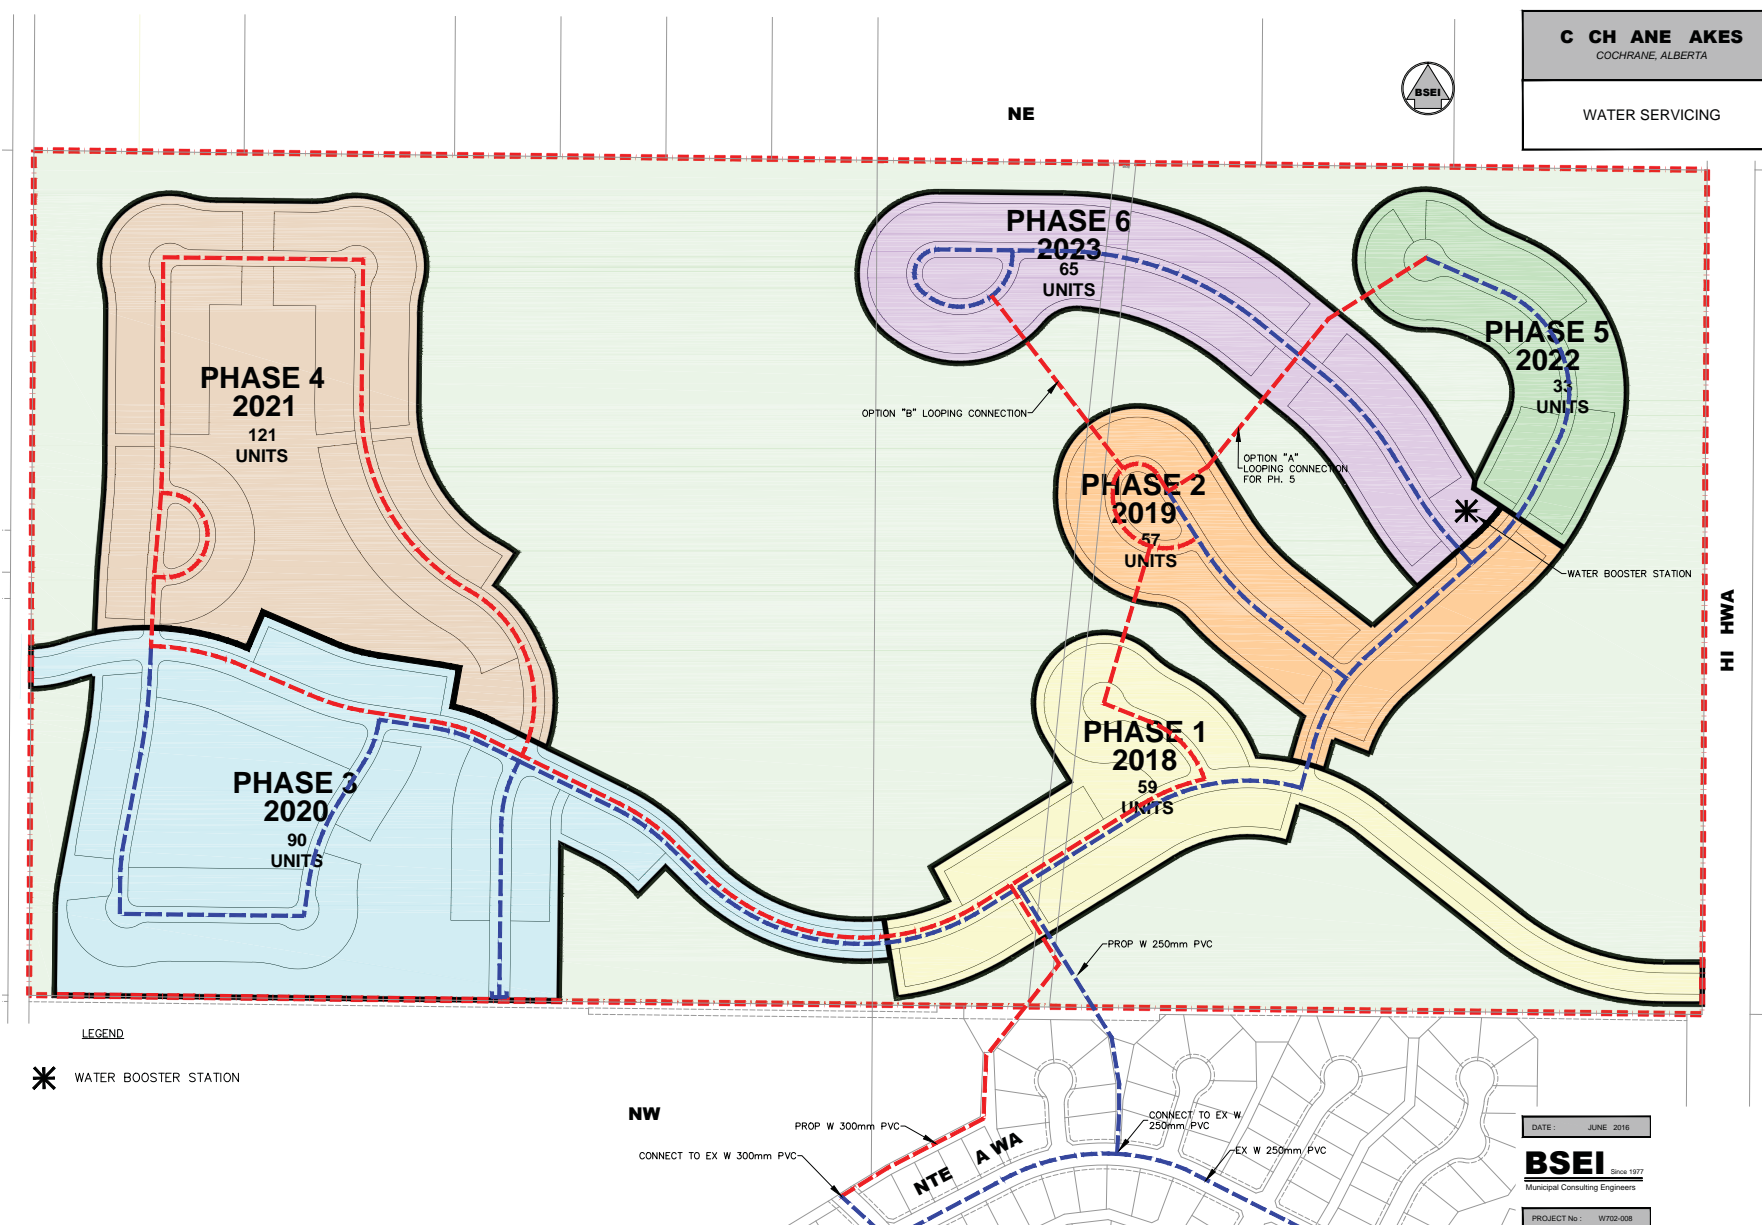 C CH ANE AKES
COCHRANE, ALBERTA
WATER SERVICING
BSEI
NE
PHASE 6
2023
65
UNITS
PHASE 5
2022
33
UNITS
PHASE 4
2021
121
UNITS
OPTION "B" LOOPING CONNECTION
OPTION "A"
LOOPING CONNECTION
FOR PH. 5
PHASE 2
2019
57
UNITS
WATER BOOSTER STATION
HI HWA
PHASE 1
2018
59
UNITS
PHASE 3
2020
90
UNITS
PROP W 250mm PVC
LEGEND
WATER BOOSTER STATION
NW
PROP W 300mm PVC
CONNECT TO EX W 300mm PVC
CONNECT TO EX W
250mm PVC
EX W 250mm PVC
NTE A WA
DATE : JUNE 2016
BSEI Since 1977
Municipal Consulting Engineers
PROJECT No : W702-008